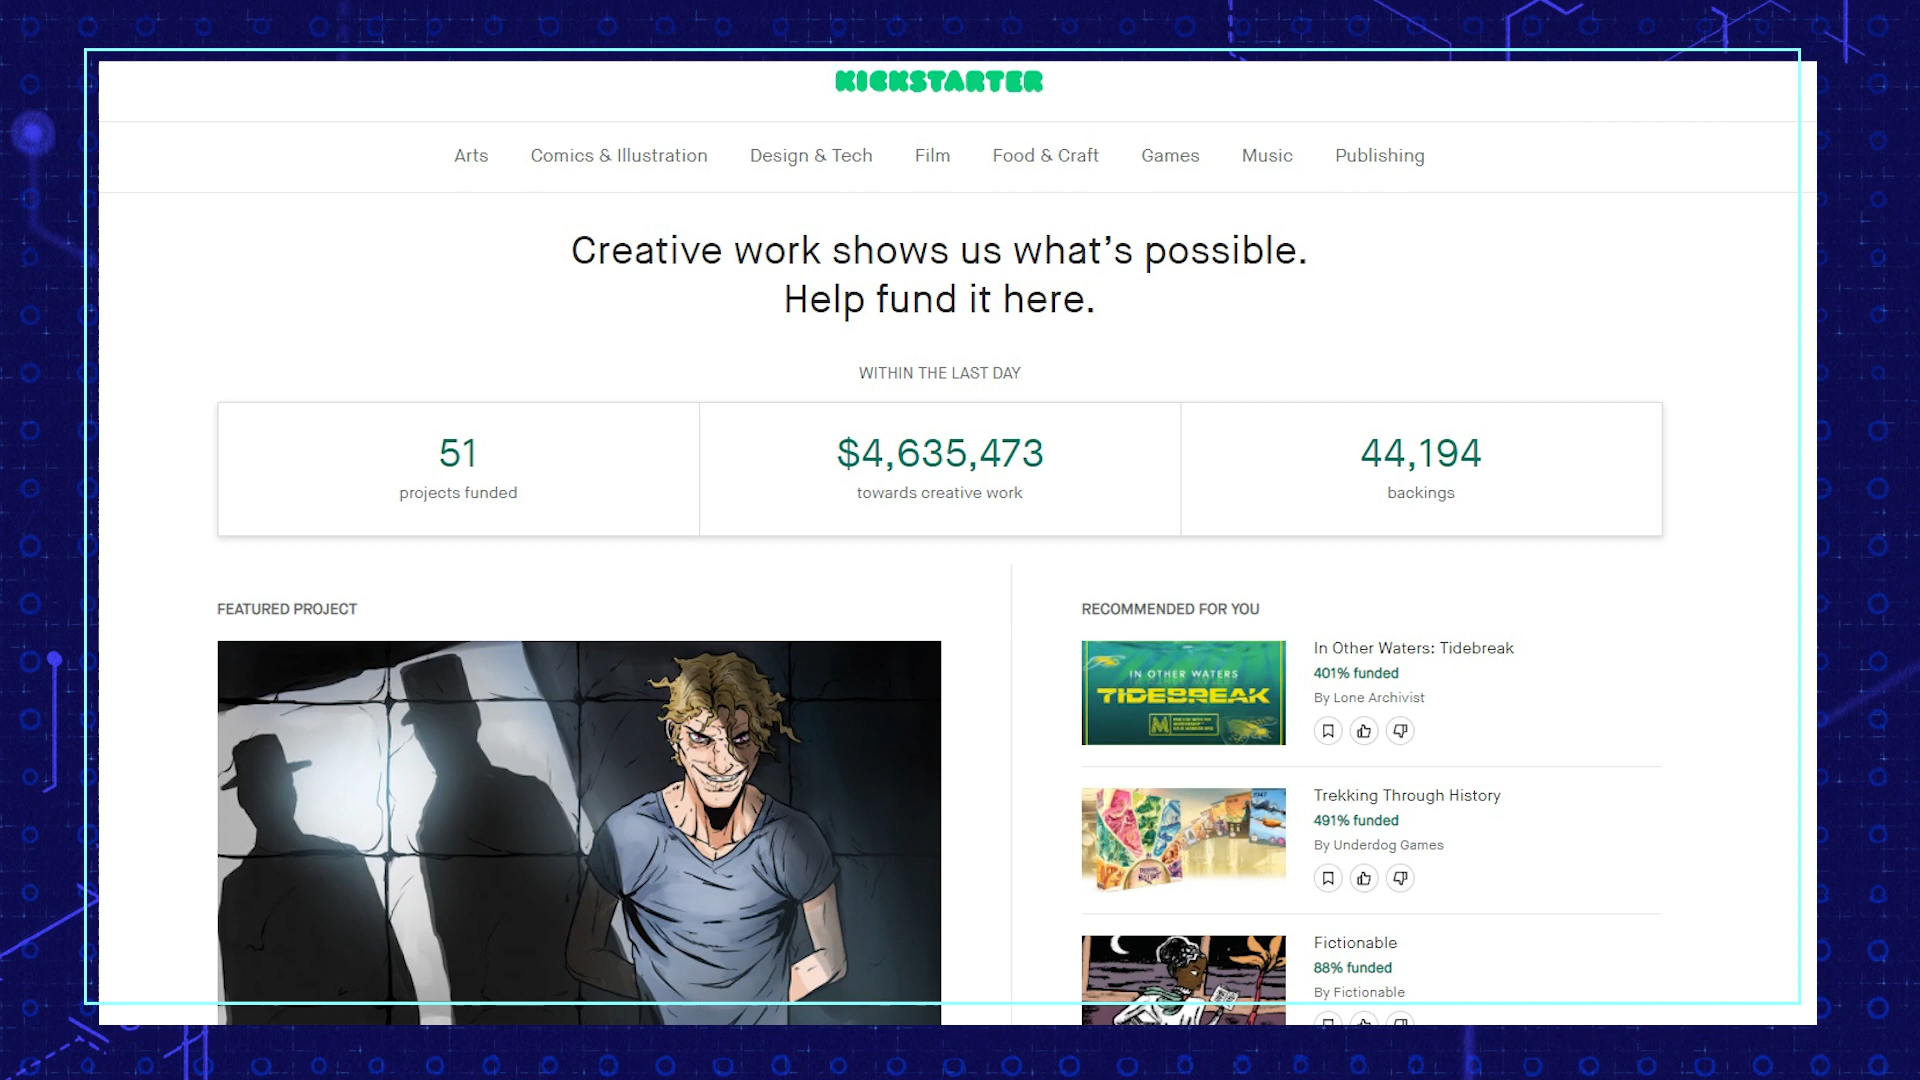 KICKSTARTER
Arts Comics & Illustration Design & Tech Film Food & Craft Games Music Publishing
Creative work shows us what’s possible.
Help fund it here.
WITHIN THE LAST DAY
51 $4,635,473 44,194
projects funded towards creative work backings
FEATURED PROJECT
RECOMMENDED FOR YOU
IN OTHER WATERS
TIDEBREAK
In Other Waters: Tidebreak
401% funded
By Lone Archivist
1947
Trekking Through History
491% funded
By Underdog Games
Fictionable
88% funded
By Fictionable